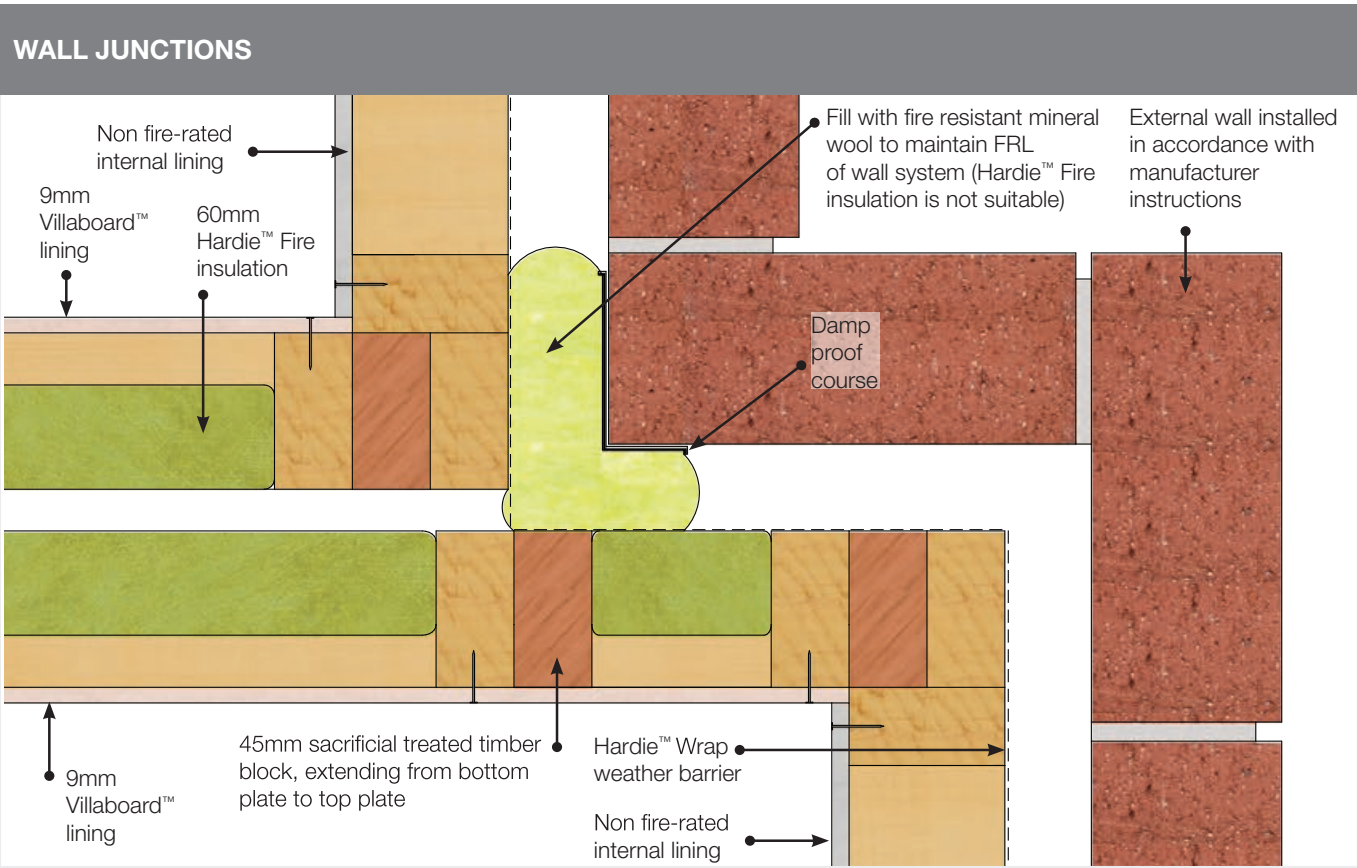 WALL JUNCTIONS
Non fire-rated
internal lining
9mm
Villaboard™
lining
60mm
Hardie™ Fire
insulation
Fill with fire resistant mineral
wool to maintain FRL
of wall system (Hardie™ Fire
insulation is not suitable)
External wall installed
in accordance with
manufacturer
instructions
Damp
proof
course
9mm
Villaboard™
lining
45mm sacrificial treated timber
block, extending from bottom
plate to top plate
Hardie™ Wrap
weather barrier
Non fire-rated
internal lining